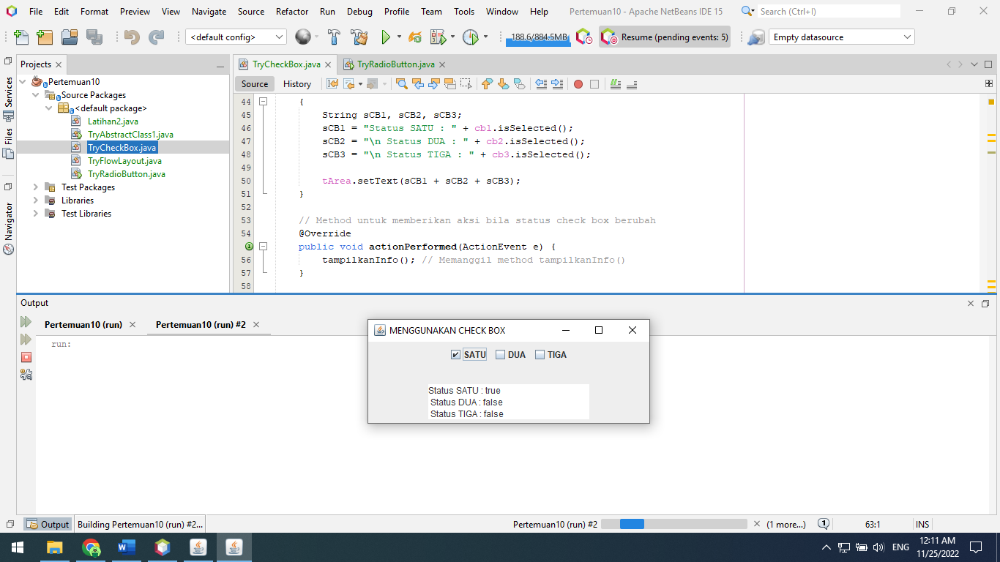 File Edit Format Preview View Navigate Source Refactor Run Debug Profile Team Tools Window Help Pertemuan10 - Apache NetBeans IDE 15 Search (Ctrl+I)
<default config> 188.6/884.5MB Resume (pending events: 5) Empty datasource
Services
Files
Navigator
Projects
Pertemuan10
Source Packages
<default package>
Latihan2.java
TryAbstractClass1.java
TryCheckBox.java
TryFlowLayout.java
TryRadioButton.java
Test Packages
Libraries
Test Libraries
TryCheckBox.java TryRadioButton.java
Source History
44 {
45 String sCB1, sCB2, sCB3;
46 sCB1 = "Status SATU : " + cb1.isSelected();
47 sCB2 = "\n Status DUA : " + cb2.isSelected();
48 sCB3 = "\n Status TIGA : " + cb3.isSelected();
49
50 tArea.setText(sCB1 + sCB2 + sCB3);
51 }
52
53 // Method untuk memberikan aksi bila status check box berubah
54 @Override
public void actionPerformed(ActionEvent e) {
56 tampilkanInfo(); // Memanggil method tampilkanInfo()
57 }
58
Output
Pertemuan10 (run) Pertemuan10 (run) #2
run:
MENGGUNAKAN CHECK BOX
SATU DUA TIGA
Status SATU : true
Status DUA : false
Status TIGA : false
Output Building Pertemuan10 (run) #2... Pertemuan10 (run) #2 (1 more...) 1 63:1 INS
ENG 12:11 AM
11/25/2022